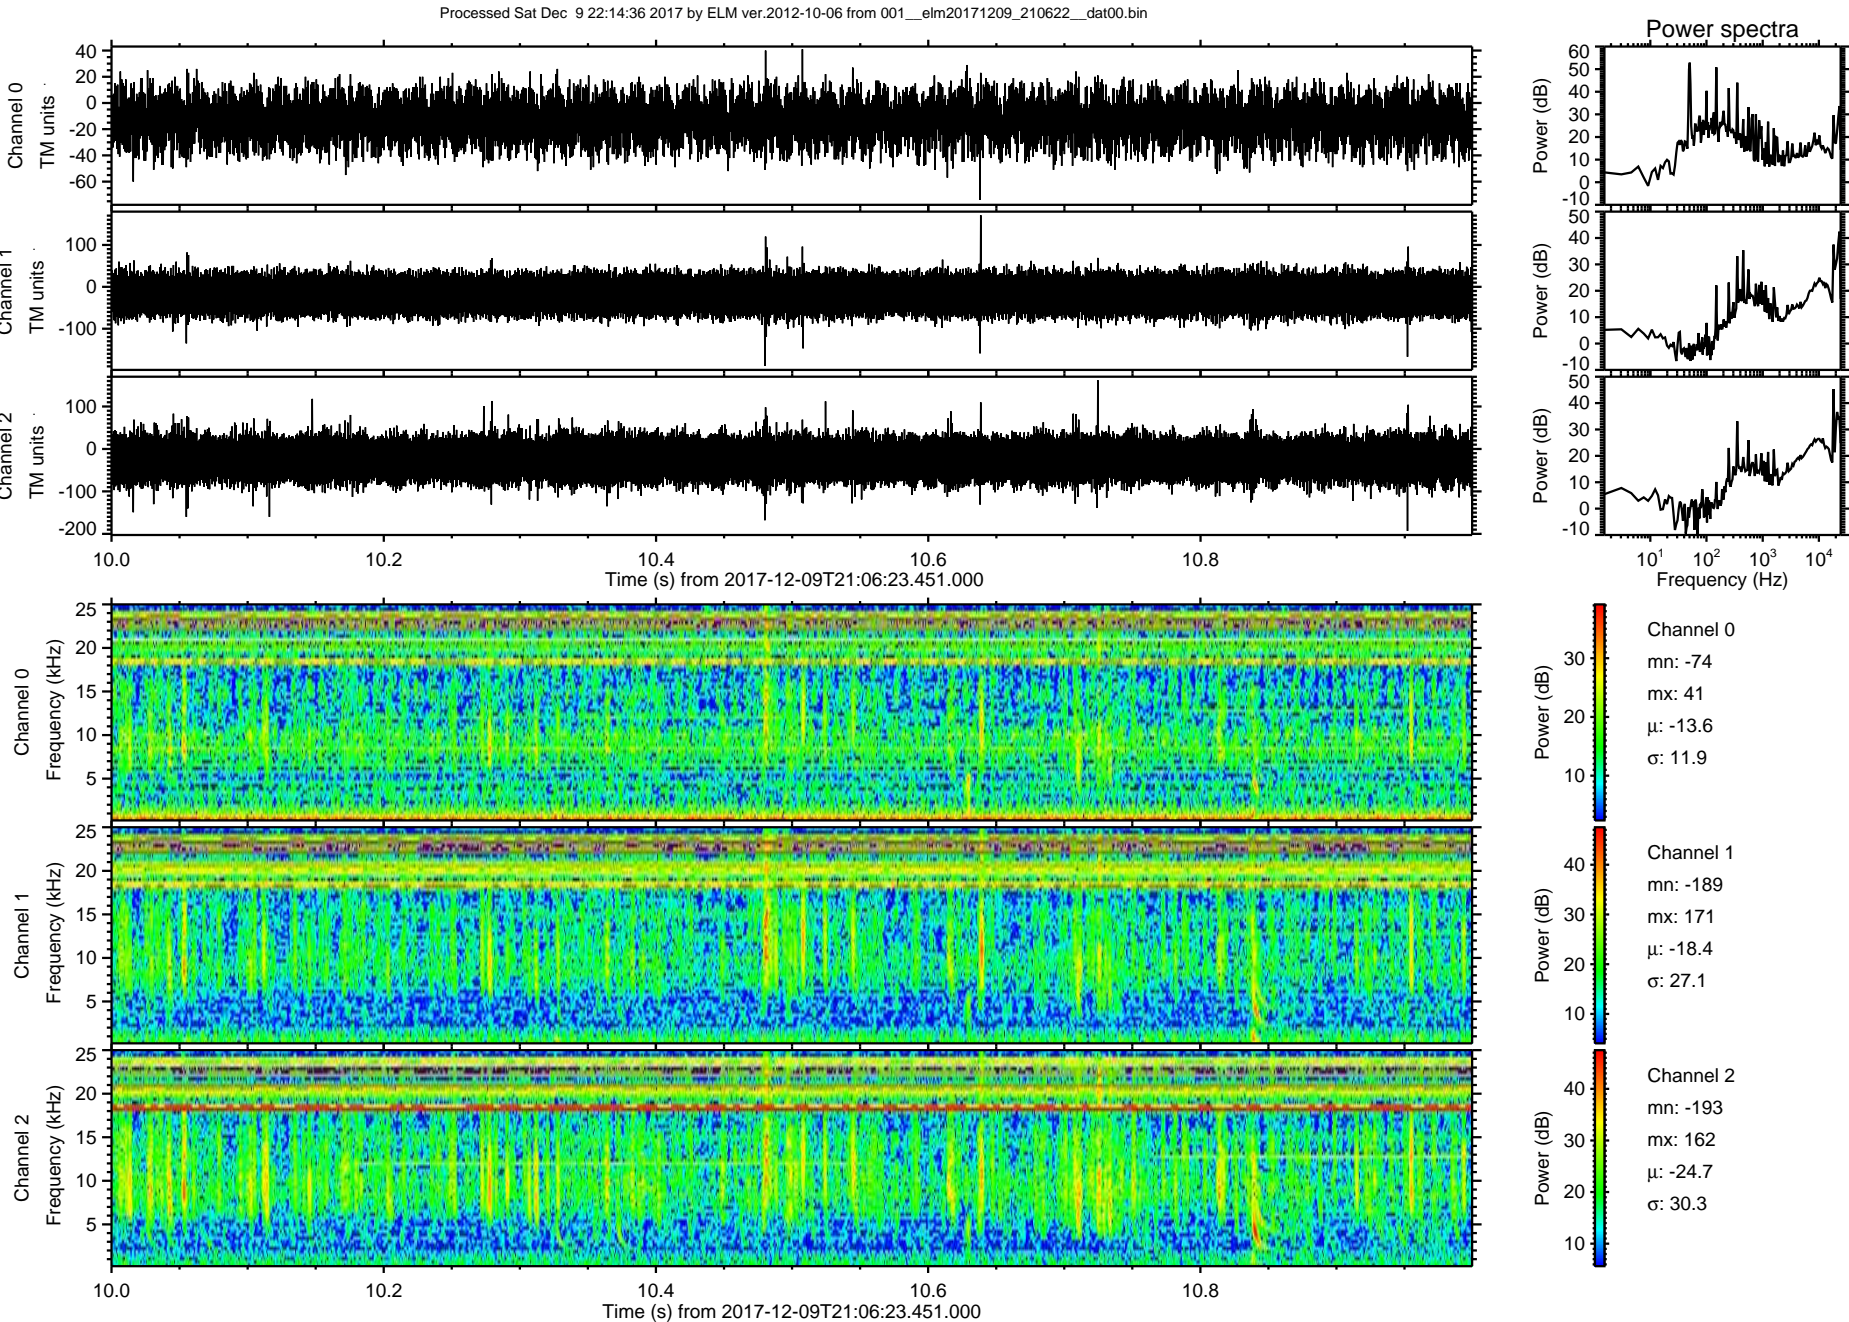 Processed Sat Dec  9 22:14:36 2017 by ELM ver.2012-10-06 from 001__elm20171209_210622__dat00.bin
Power spectra
Channel 0
TM units
40
20
0
-20
-40
-60
Power (dB)
60
50
40
30
20
10
0
-10
Channel 1
TM units
100
0
-100
Power (dB)
50
40
30
20
10
0
-10
Channel 2
TM units
100
0
-100
-200
Power (dB)
50
40
30
20
10
0
-10
10.0 10.2 10.4 10.6 10.8
Time (s) from 2017-12-09T21:06:23.451.000
10¹ 10² 10³ 10⁴
Frequency (Hz)
Channel 0
Frequency (kHz)
25
20
15
10
5
Power (dB)
30
20
10
Channel 0
mn: -74
mx: 41
μ: -13.6
σ: 11.9
Channel 1
Frequency (kHz)
25
20
15
10
5
Power (dB)
40
30
20
10
Channel 1
mn: -189
mx: 171
μ: -18.4
σ: 27.1
Channel 2
Frequency (kHz)
25
20
15
10
5
Power (dB)
40
30
20
10
Channel 2
mn: -193
mx: 162
μ: -24.7
σ: 30.3
10.0 10.2 10.4 10.6 10.8
Time (s) from 2017-12-09T21:06:23.451.000